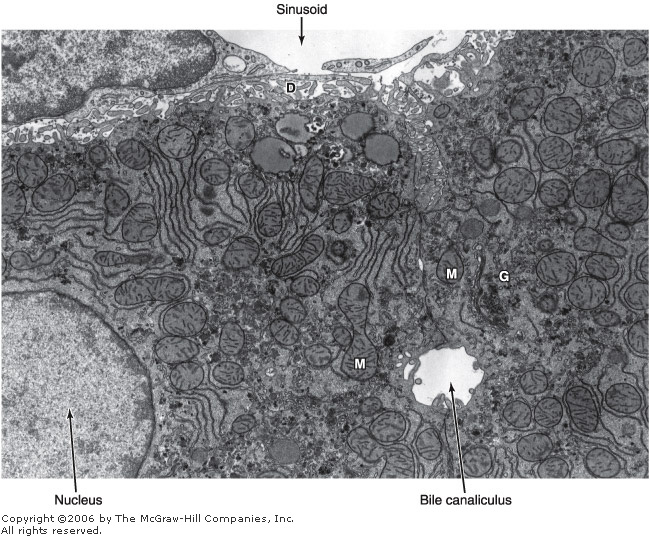 Sinusoid
D
M
G
M
Nucleus
Bile canaliculus
Copyright ©2006 by The McGraw-Hill Companies, Inc.
All rights reserved.